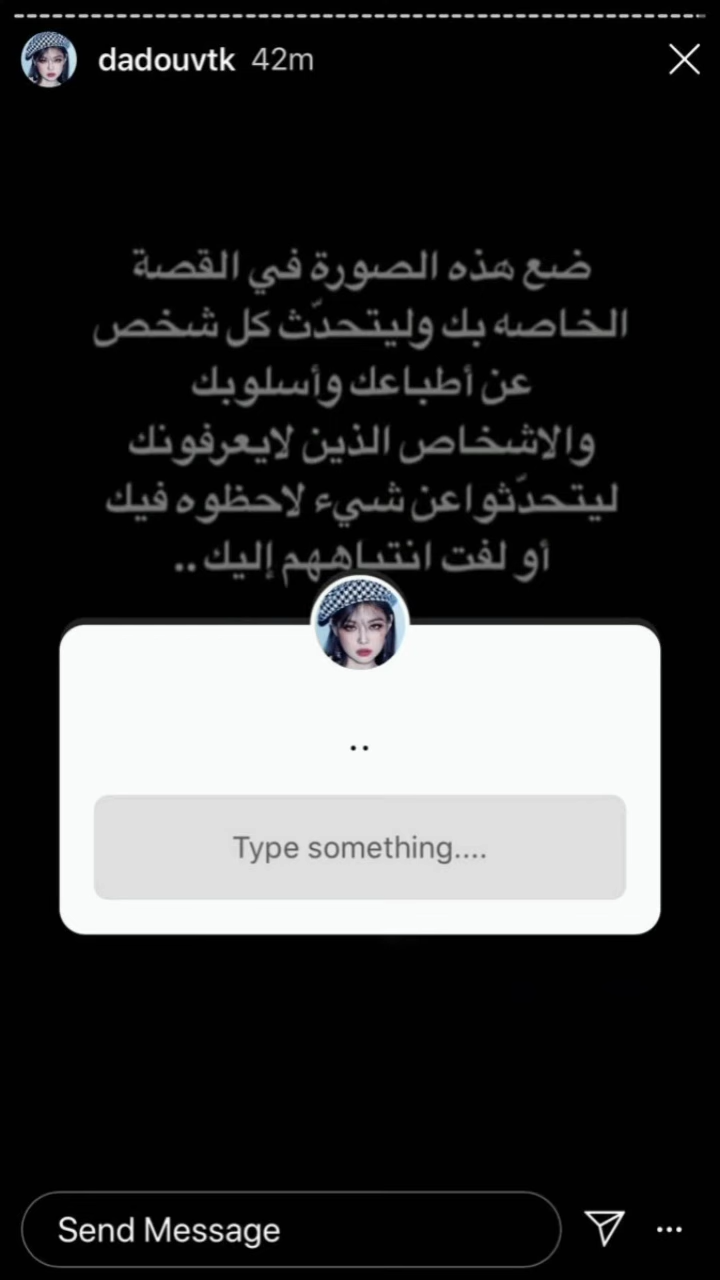 dadouvtk 42m
ضع هذه الصورة في القصة
الخاصه بك وليتحدّث كل شخص
عن أطباعك وأسلوبك
والاشخاص الذين لايعرفونك
ليتحدّثوا عن شيء لاحظوه فيك
أو لفت انتباههم إليك ..
..
Type something....
Send Message